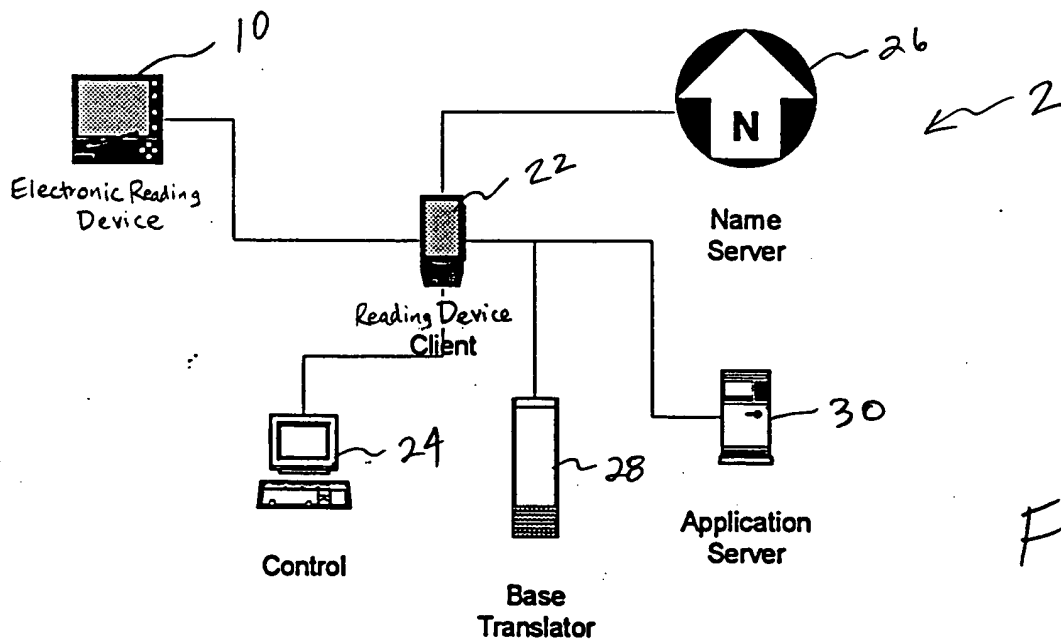 10
26
2
N
Electronic Reading
Device
22
Name
Server
Reading Device
Client
24
28
30
Control
Application
Server
F
Base
Translator